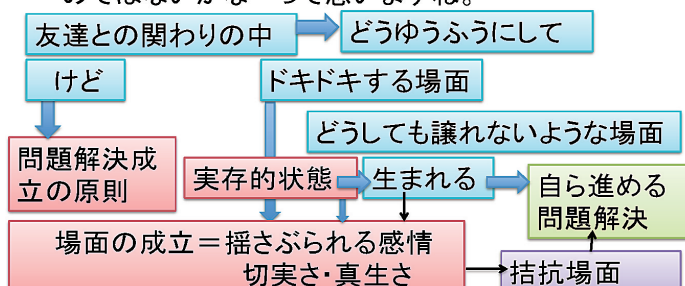 のではないかなーって思いますね。
友達との関わりの中
どうゆうふうにして
けど
ドキドキする場面
どうしても譲れないような場面
問題解決成
立の原則
実存的状態
生まれる
自ら進める
問題解決
場面の成立＝揺さぶられる感情
切実さ・真生さ
拮抗場面